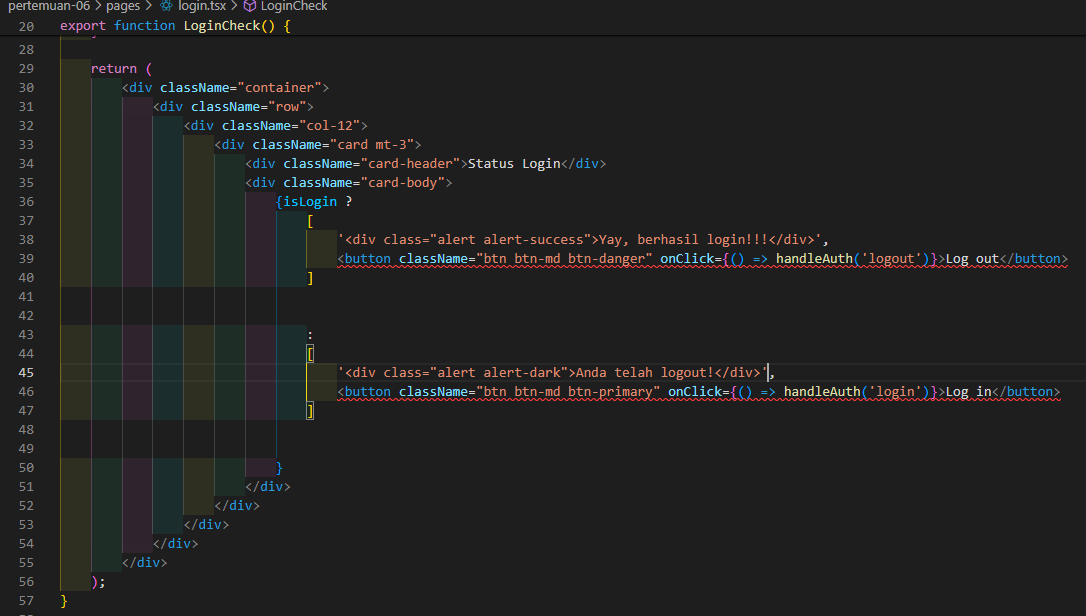 pertemuan-06 > pages > login.tsx > LoginCheck
20 export function LoginCheck() {
28
29 return (
30 <div className="container">
31 <div className="row">
32 <div className="col-12">
33 <div className="card mt-3">
34 <div className="card-header">Status Login</div>
35 <div className="card-body">
36 {isLogin ?
37 [
38 '<div class="alert alert-success">Yay, berhasil login!!!</div>',
39 <button className="btn btn-md btn-danger" onClick={() => handleAuth('logout')}>Log out</button>
40 ]
41
42
43 :
44 [
45 '<div class="alert alert-dark">Anda telah logout!</div>',
46 <button className="btn btn-md btn-primary" onClick={() => handleAuth('login')}>Log in</button>
47 ]
48
49
50 }
51 </div>
52 </div>
53 </div>
54 </div>
55 </div>
56 );
57 }